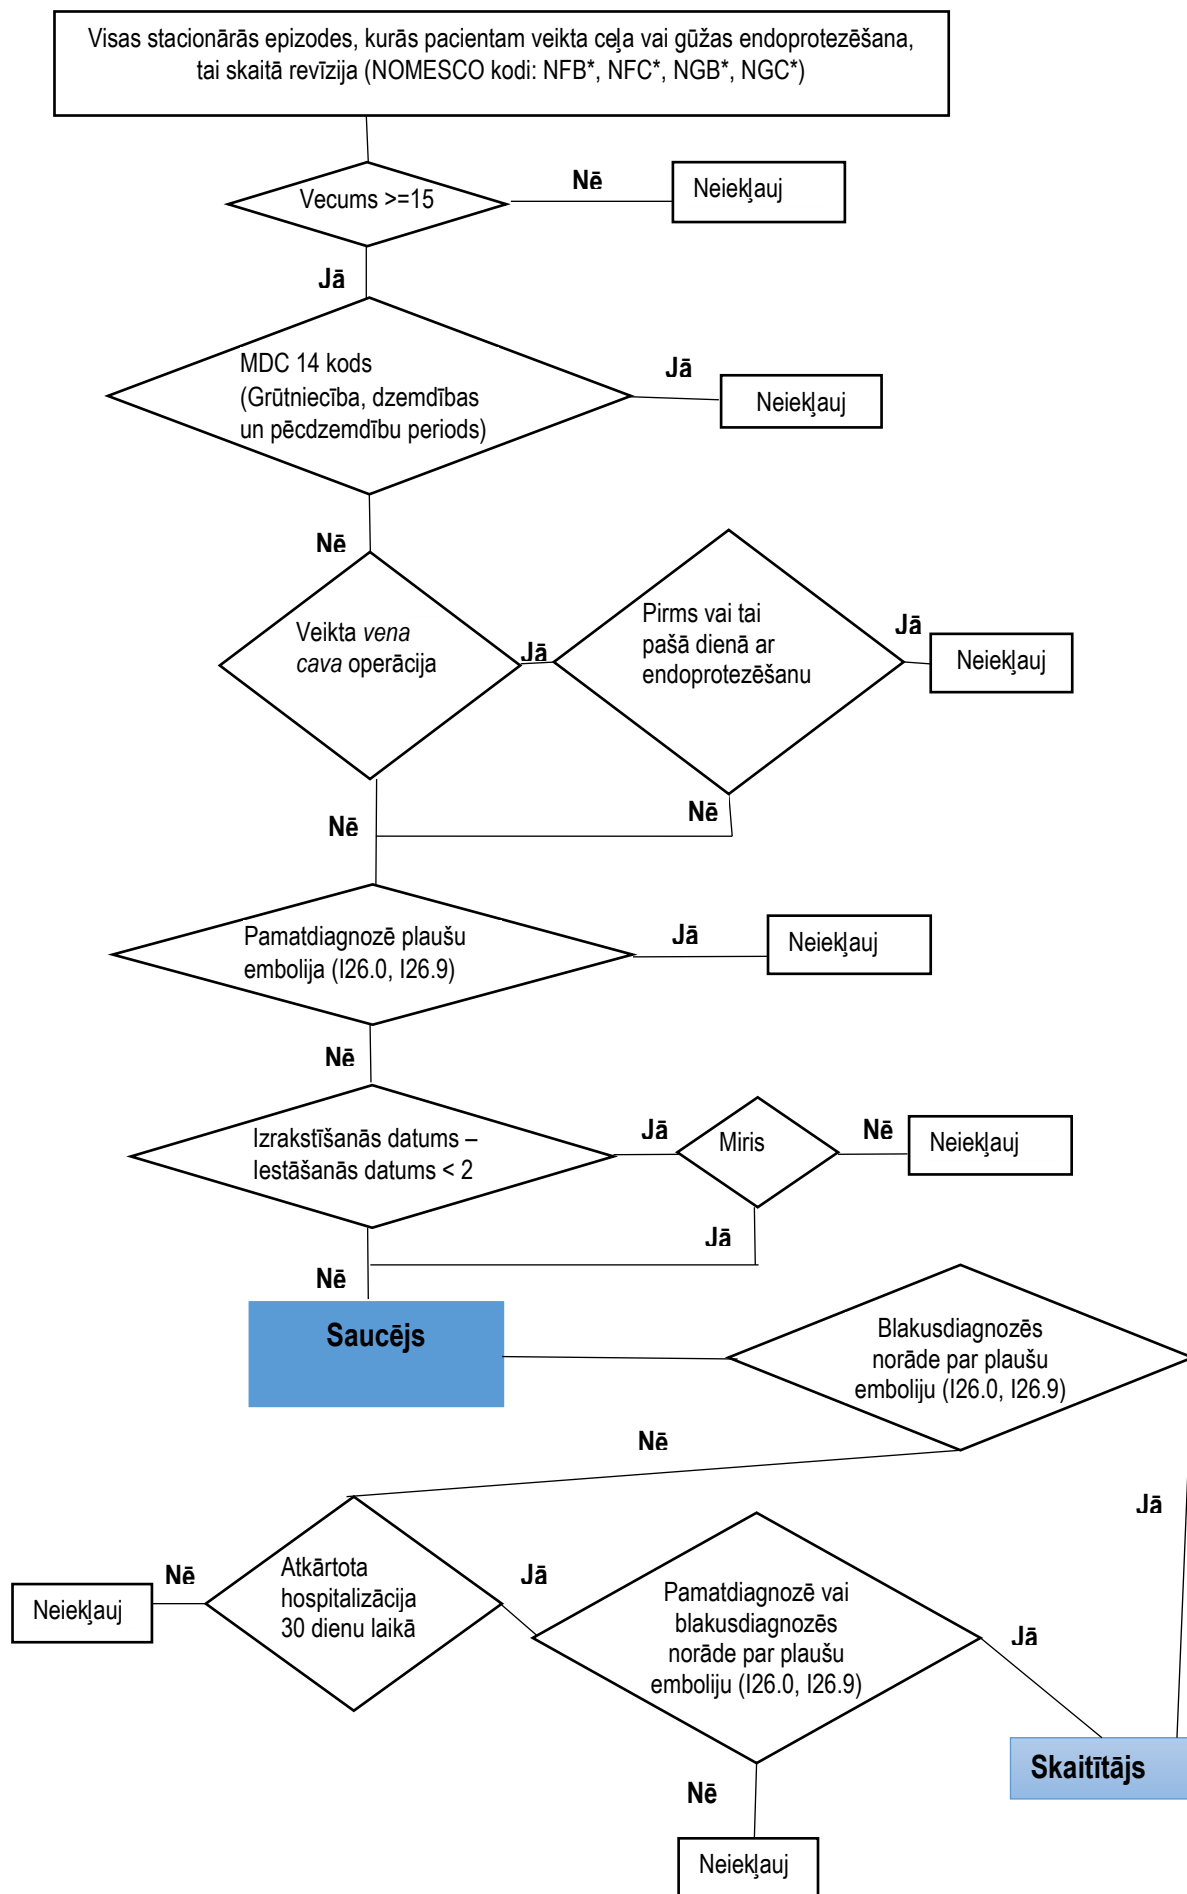 Visas stacionārās epizodes, kurās pacientam veikta ceļa vai gūžas endoprotezēšana,
tai skaitā revīzija (NOMESCO kodi: NFB*, NFC*, NGB*, NGC*)
Vecums >=15
Nē
Neiekļauj
Jā
MDC 14 kods
(Grūtniecība, dzemdības
un pēcdzemdību periods)
Jā
Neiekļauj
Nē
Veikta vena
cava operācija
Jā
Pirms vai tai
pašā dienā ar
endoprotezēšanu
Jā
Neiekļauj
Nē
Nē
Pamatdiagnozē plaušu
embolija (I26.0, I26.9)
Jā
Neiekļauj
Nē
Izrakstīšanās datums –
Iestāšanās datums < 2
Jā
Miris
Nē
Neiekļauj
Jā
Nē
Saucējs
Blakusdiagnozēs
norāde par plaušu
emboliju (I26.0, I26.9)
Nē
Jā
Atkārtota
hospitalizācija
30 dienu laikā
Nē
Neiekļauj
Jā
Pamatdiagnozē vai
blakusdiagnozēs
norāde par plaušu
emboliju (I26.0, I26.9)
Jā
Skaitītājs
Nē
Neiekļauj